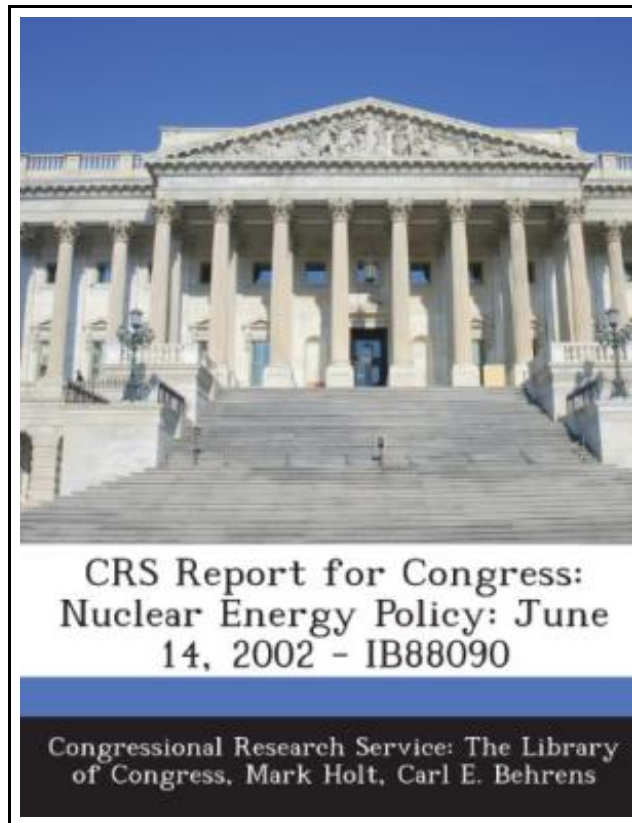 CRS Report for Congress:
Nuclear Energy Policy: June
14, 2002 - IB88090
Congressional Research Service: The Library
of Congress, Mark Holt, Carl E. Behrens